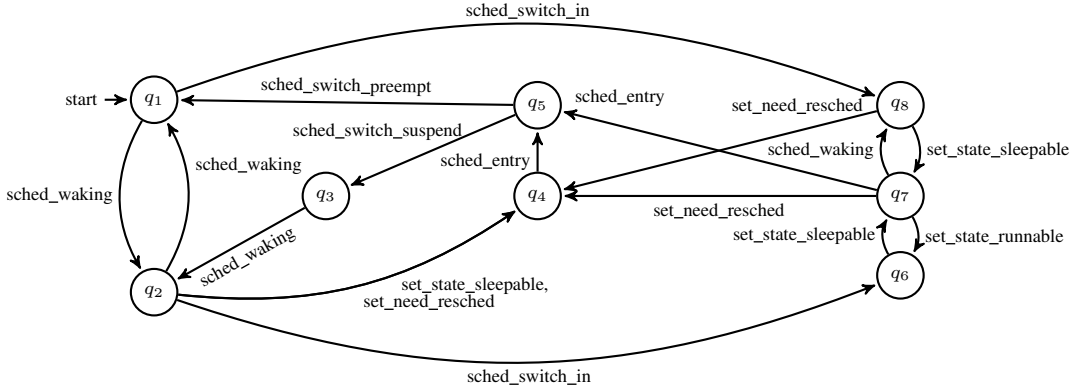 sched_switch_in
start
q1
sched_switch_preempt
q5
sched_entry
set_need_resched
q8
sched_switch_suspend
sched_waking
sched_entry
sched_waking
set_state_sleepable
sched_waking
q3
q4
q7
set_need_resched
set_state_sleepable
set_state_runnable
sched_waking
q2
set_state_sleepable,
set_need_resched
q6
sched_switch_in